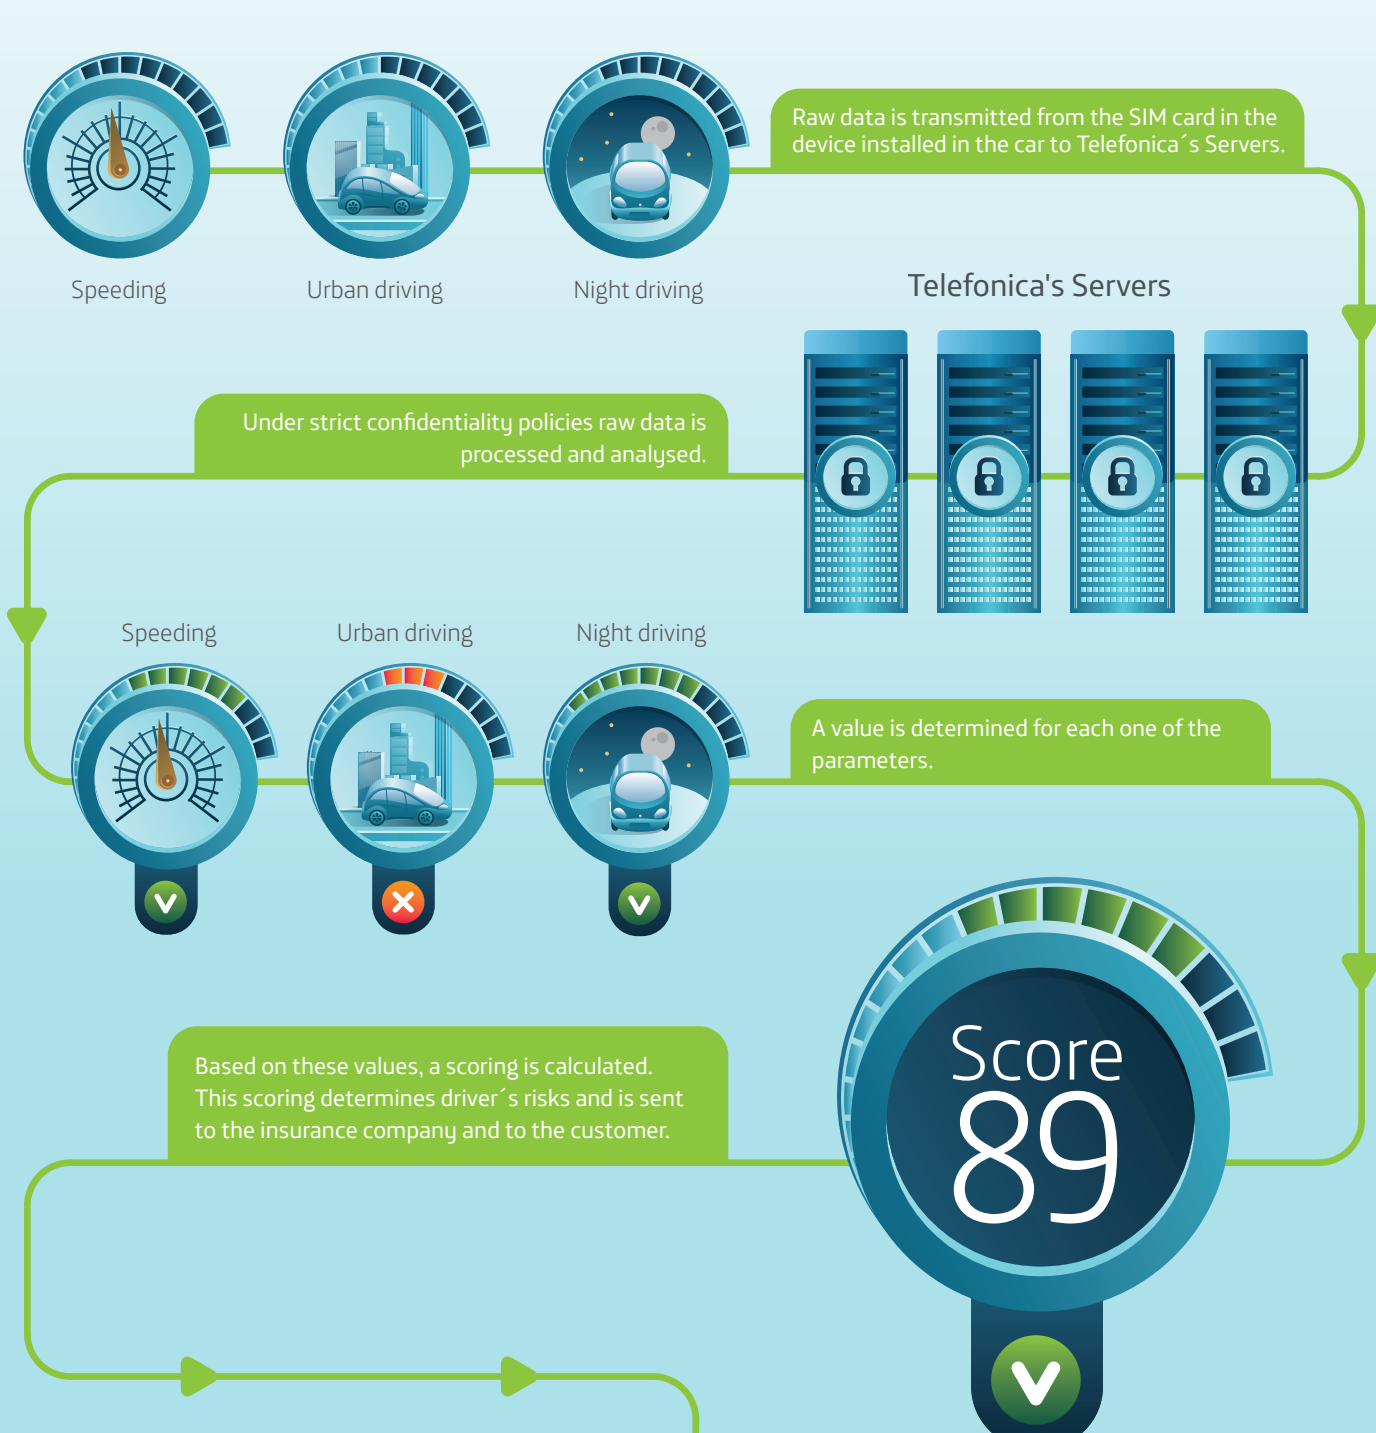 Raw data is transmitted from the SIM card in the
device installed in the car to Telefonica´s Servers.
Speeding
Urban driving
Night driving
Telefonica's Servers
Under strict confidentiality policies raw data is
processed and analysed.
Speeding
Urban driving
Night driving
A value is determined for each one of the
parameters.
Score
89
Based on these values, a scoring is calculated.
This scoring determines driver´s risks and is sent
to the insurance company and to the customer.